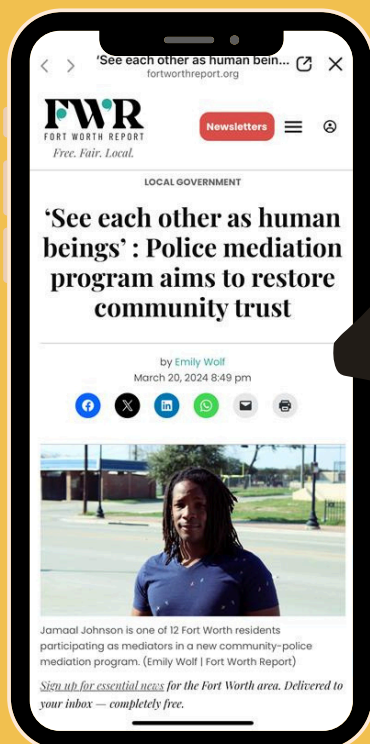 'See each other as human bein...
fortworthreport.org
FWR
FORT WORTH REPORT
Free. Fair. Local.
Newsletters
LOCAL GOVERNMENT
‘See each other as human
beings’ : Police mediation
program aims to restore
community trust
by Emily Wolf
March 20, 2024 8:49 pm
Jamaal Johnson is one of 12 Fort Worth residents
participating as mediators in a new community-police
mediation program. (Emily Wolf | Fort Worth Report)
Sign up for essential news for the Fort Worth area. Delivered to
your inbox — completely free.